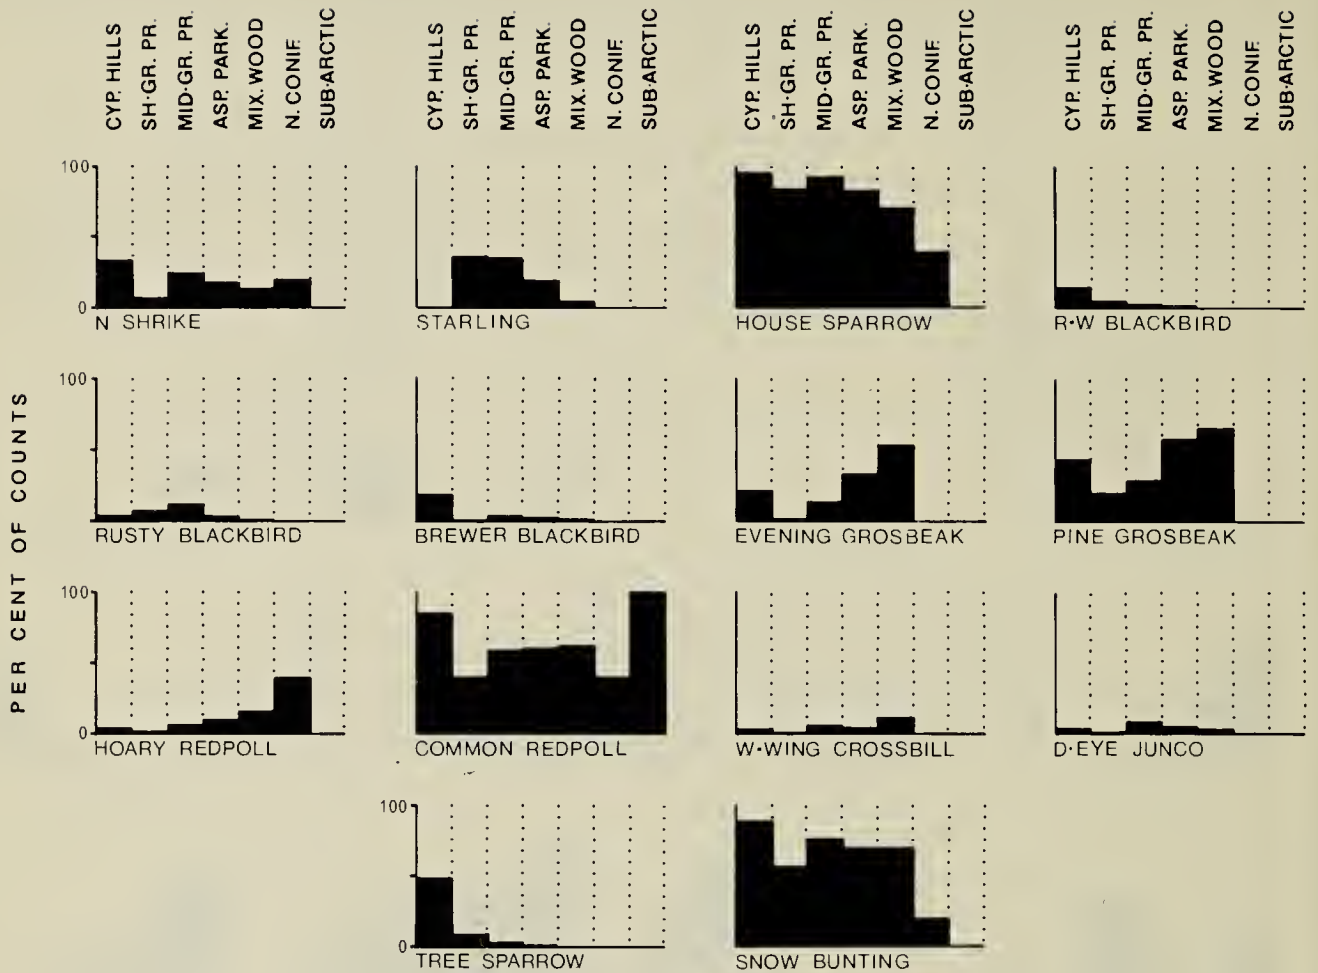 CYP. HILLS
SH·GR. PR.
MID·GR. PR.
ASP. PARK.
MIX. WOOD
N. CONIF.
SUB·ARCTIC
CYP. HILLS
SH·GR. PR.
MID·GR. PR.
ASP. PARK.
MIX. WOOD
N. CONIF.
SUB·ARCTIC
CYP. HILLS
SH·GR. PR.
MID·GR. PR.
ASP. PARK.
MIX. WOOD
N. CONIF.
SUB·ARCTIC
CYP. HILLS
SH·GR. PR.
MID·GR. PR.
ASP. PARK.
MIX. WOOD
N. CONIF.
SUB·ARCTIC
PER CENT OF COUNTS
100
0
N SHRIKE
STARLING
HOUSE SPARROW
R·W BLACKBIRD
100
RUSTY BLACKBIRD
BREWER BLACKBIRD
EVENING GROSBEAK
PINE GROSBEAK
100
0
HOARY REDPOLL
COMMON REDPOLL
W·WING CROSSBILL
D·EYE JUNCO
100
0
TREE SPARROW
SNOW BUNTING